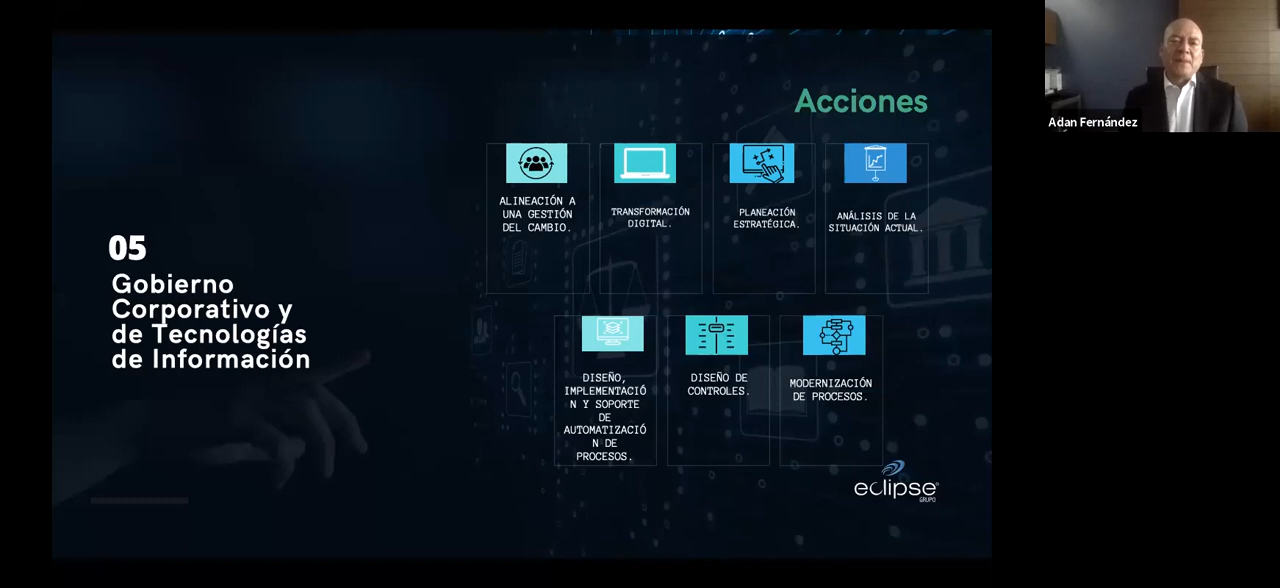 Acciones
ALINEACIÓN A
UNA GESTIÓN
DEL CAMBIO.
TRANSFORMACIÓN
DIGITAL.
PLANEACIÓN
ESTRATÉGICA.
ANÁLISIS DE LA
SITUACIÓN ACTUAL.
05
Gobierno
Corporativo y
de Tecnologías
de Información
DISEÑO,
IMPLEMENTACIÓ
N Y SOPORTE
DE
AUTOMATIZACIÓ
N DE
PROCESOS.
DISEÑO DE
CONTROLES.
MODERNIZACIÓN
DE PROCESOS.
eclipse
GRUPO
Adan Fernández